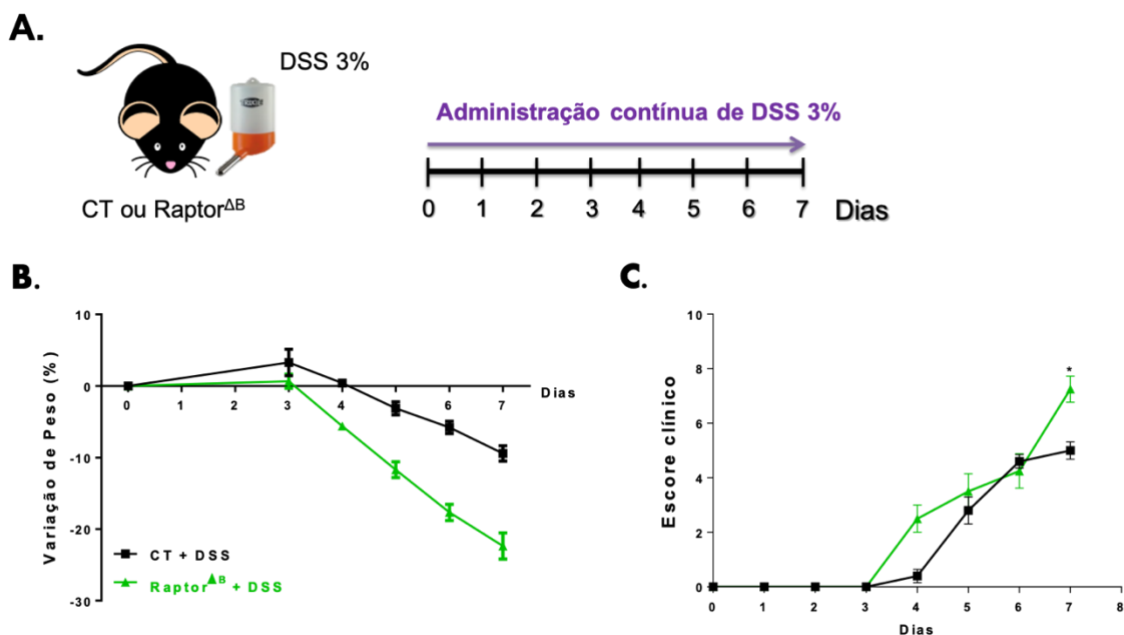 A.
DSS 3%
CT ou Raptor^ΔB
Administração contínua de DSS 3%
0 1 2 3 4 5 6 7 Dias
B.
Variação de Peso (%)
10
0
-10
-20
-30
0 1 2 3 4 5 6 7 Dias
CT + DSS
Raptor^ΔB + DSS
C.
Escore clínico
10
8
6
4
2
0
*
0 1 2 3 4 5 6 7 8
Dias